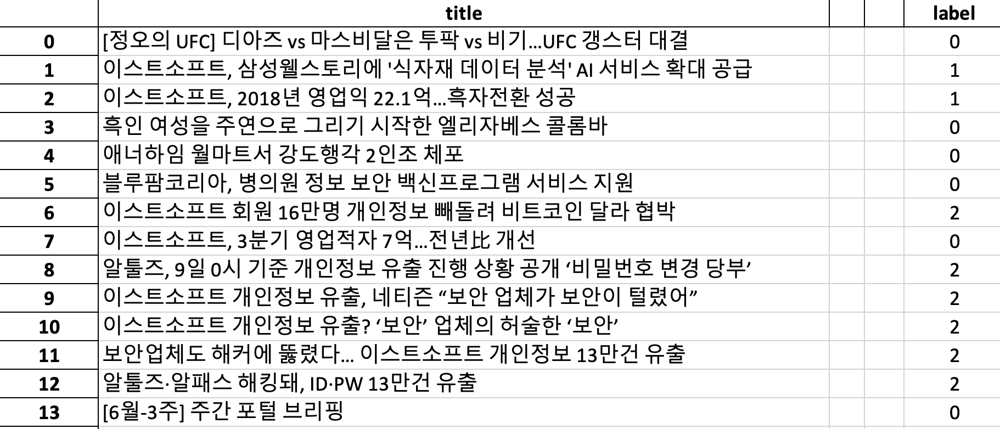 title label
0 [정오의 UFC] 디아즈 vs 마스비달은 투팍 vs 비기...UFC 갱스터 대결 0
1 이스트소프트, 삼성웰스토리에 '식자재 데이터 분석' AI 서비스 확대 공급 1
2 이스트소프트, 2018년 영업익 22.1억...흑자전환 성공 1
3 흑인 여성을 주연으로 그리기 시작한 엘리자베스 콜롬바 0
4 애너하임 월마트서 강도행각 2인조 체포 0
5 블루팜코리아, 병의원 정보 보안 백신프로그램 서비스 지원 0
6 이스트소프트 회원 16만명 개인정보 빼돌려 비트코인 달라 협박 2
7 이스트소프트, 3분기 영업적자 7억...전년比 개선 0
8 알툴즈, 9일 0시 기준 개인정보 유출 진행 상황 공개 ‘비밀번호 변경 당부’ 2
9 이스트소프트 개인정보 유출, 네티즌 “보안 업체가 보안이 털렸어” 2
10 이스트소프트 개인정보 유출? ‘보안’ 업체의 허술한 ‘보안’ 2
11 보안업체도 해커에 뚫렸다... 이스트소프트 개인정보 13만건 유출 2
12 알툴즈·알패스 해킹돼, ID·PW 13만건 유출 2
13 [6월-3주] 주간 포털 브리핑 0